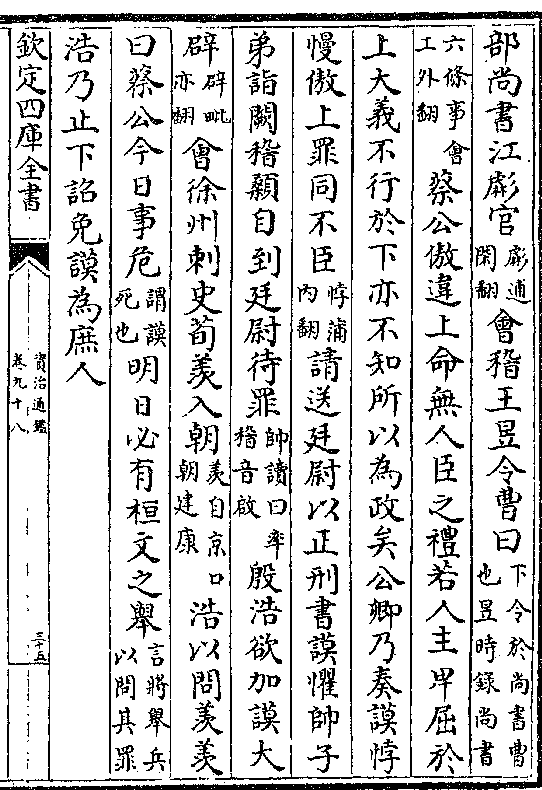 部尚書江虨官虨逋閑翻會稽王昱令曹曰下令於尚書曹也昱時錄尚書
六條事會工外翻蔡公傲違上命無人臣之禮若人主卑屈於
上大義不行於下亦不知所以為政矣公卿乃奏謨悖
慢傲上罪同不臣悖蒲內翻請送廷尉以正刑書謨懼帥子
弟詣闕稽顙自到廷尉待罪帥讀曰率稽音啟殷浩欲加謨大
辟辟毗亦翻會徐州刺史荀羨入朝羨自京口朝建康浩以問羨羨
曰蔡公今日事危謂謨死也明日必有桓文之舉言將舉兵以問其罪
浩乃止下詔免謨為庶人
欽定四庫全書
資治通鑑
卷九十八
三十五